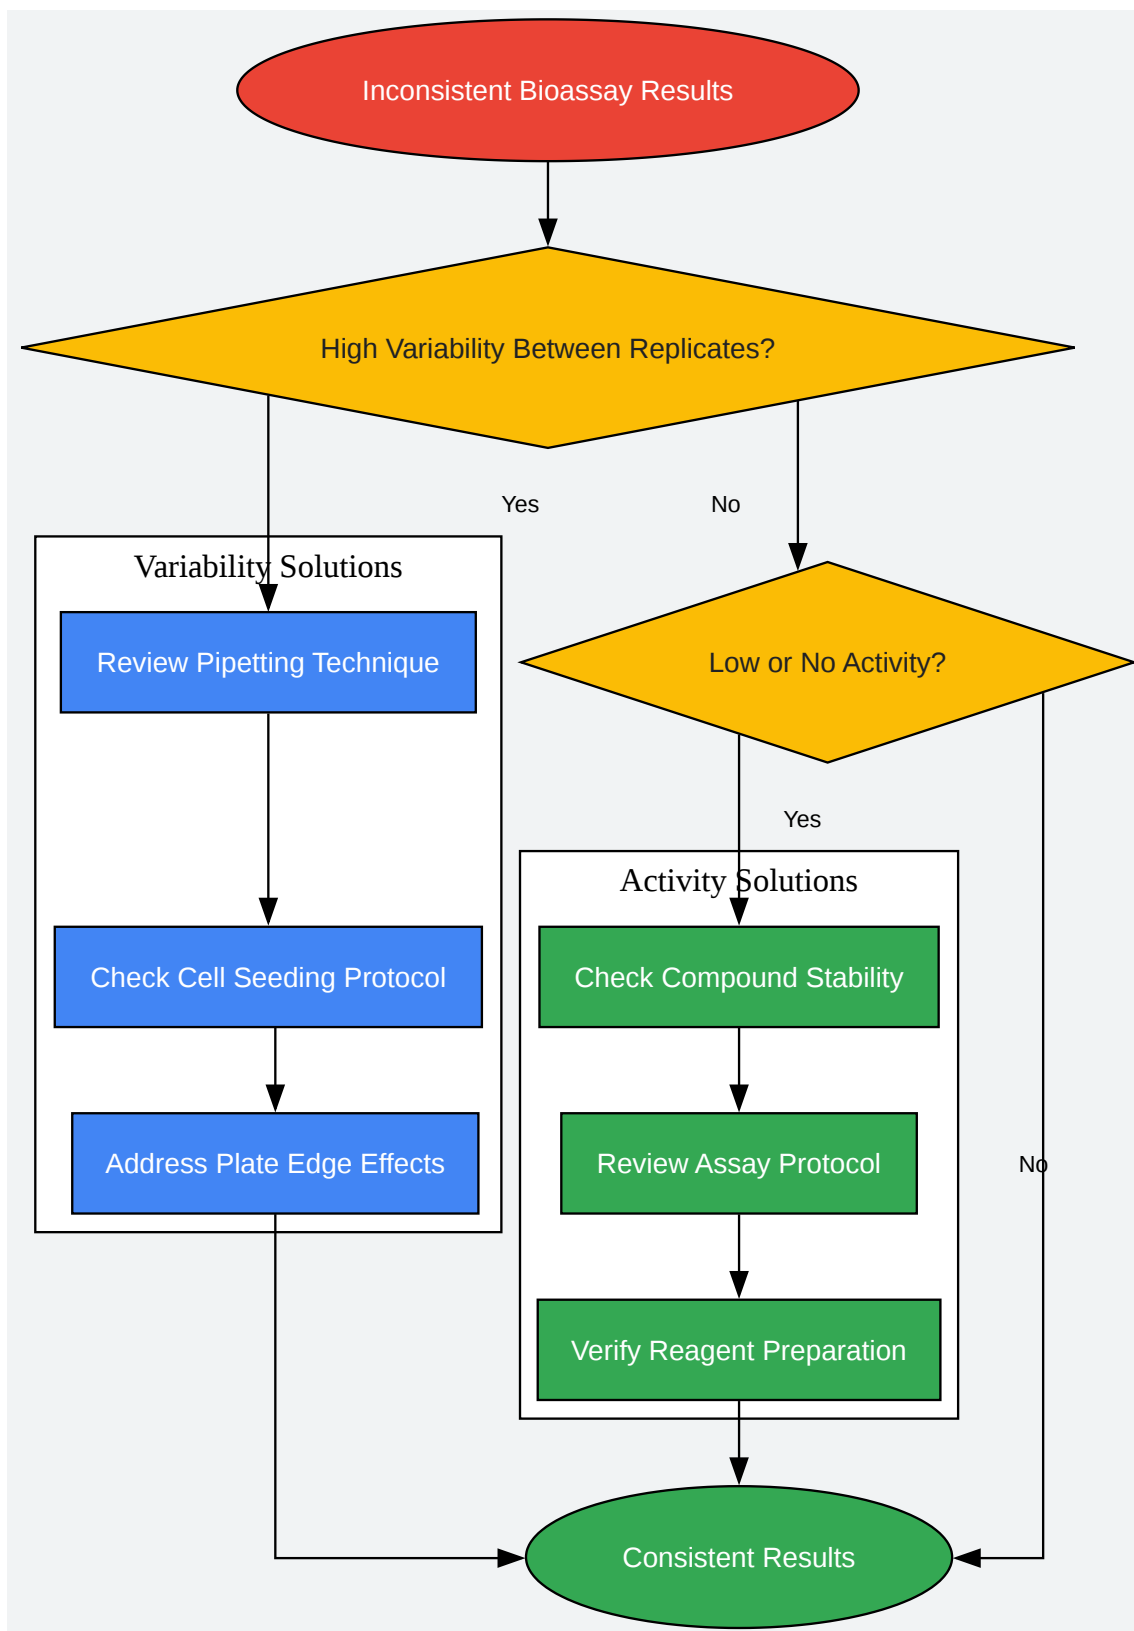 Inconsistent Bioassay Results
High Variability Between Replicates?
Yes
No
Variability Solutions
Review Pipetting Technique
Low or No Activity?
Yes
Activity Solutions
Check Cell Seeding Protocol
Check Compound Stability
Address Plate Edge Effects
Review Assay Protocol
No
Verify Reagent Preparation
Consistent Results